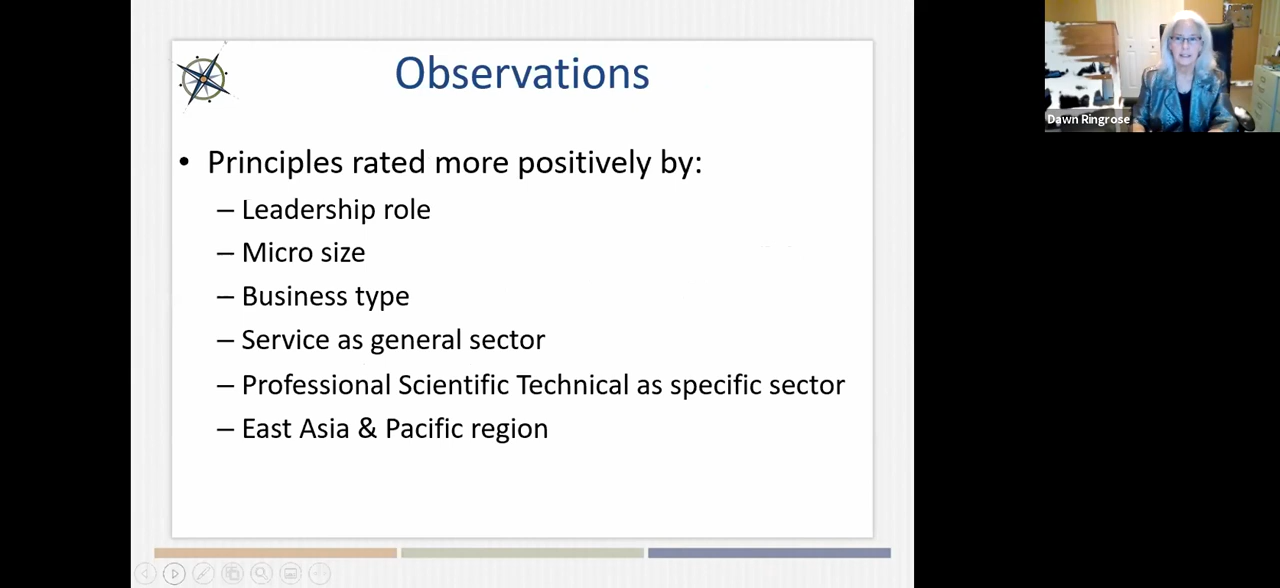 Observations
• Principles rated more positively by:
– Leadership role
– Micro size
– Business type
– Service as general sector
– Professional Scientific Technical as specific sector
– East Asia & Pacific region
Dawn Ringrose